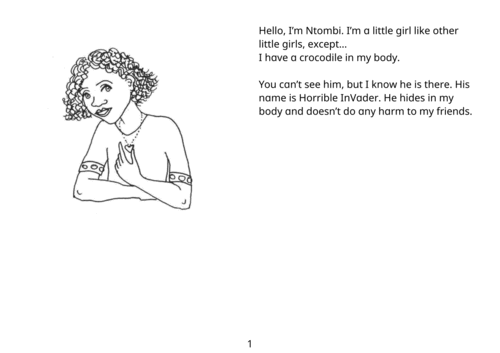 Hello, I'm Ntombi. I'm a little girl like other
little girls, except...
I have a crocodile in my body.
You can't see him, but I know he is there. His
name is Horrible InVader. He hides in my
body and doesn't do any harm to my friends.
1